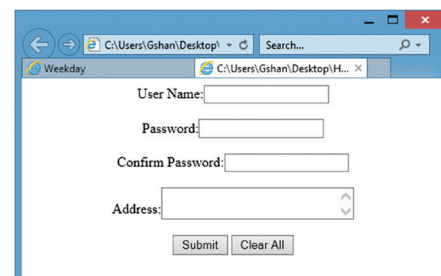 C:\Users\Gshan\Desktop\ Search...
Weekday C:\Users\Gshan\Desktop\H...
User Name:
Password:
Confirm Password:
Address:
Submit Clear All